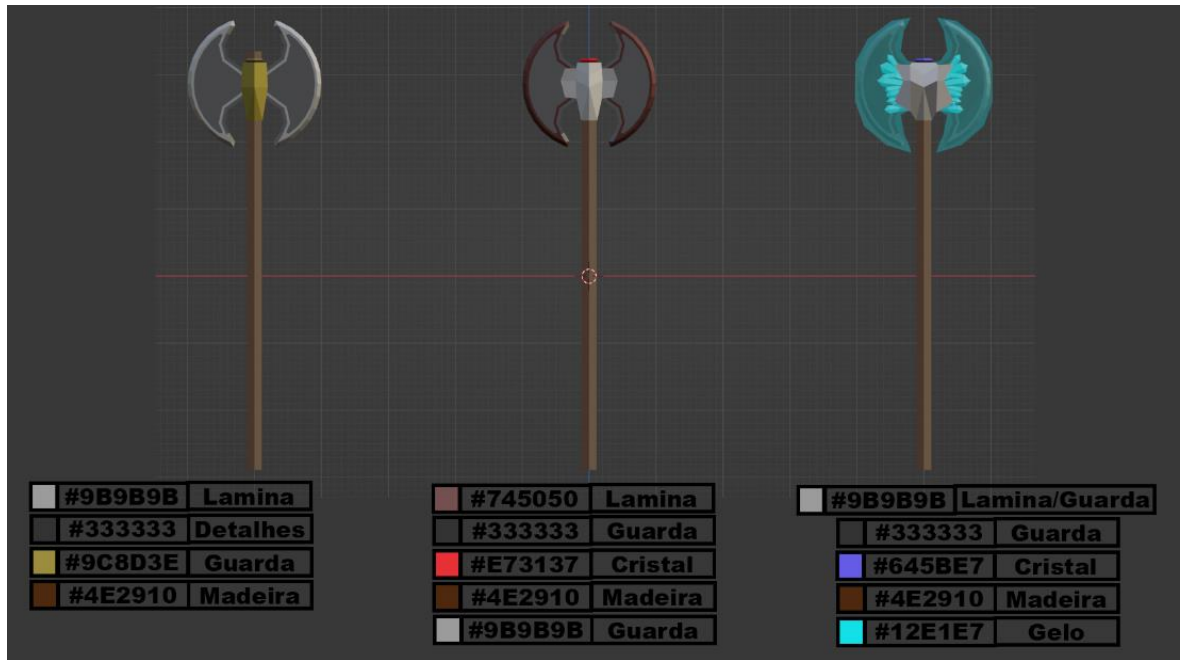 #9B9B9B Lamina
#333333 Detalhes
#9C8D3E Guarda
#4E2910 Madeira
#745050 Lamina
#333333 Guarda
#E73137 Cristal
#4E2910 Madeira
#9B9B9B Guarda
#9B9B9B Lamina/Guarda
#333333 Guarda
#645BE7 Cristal
#4E2910 Madeira
#12E1E7 Gelo